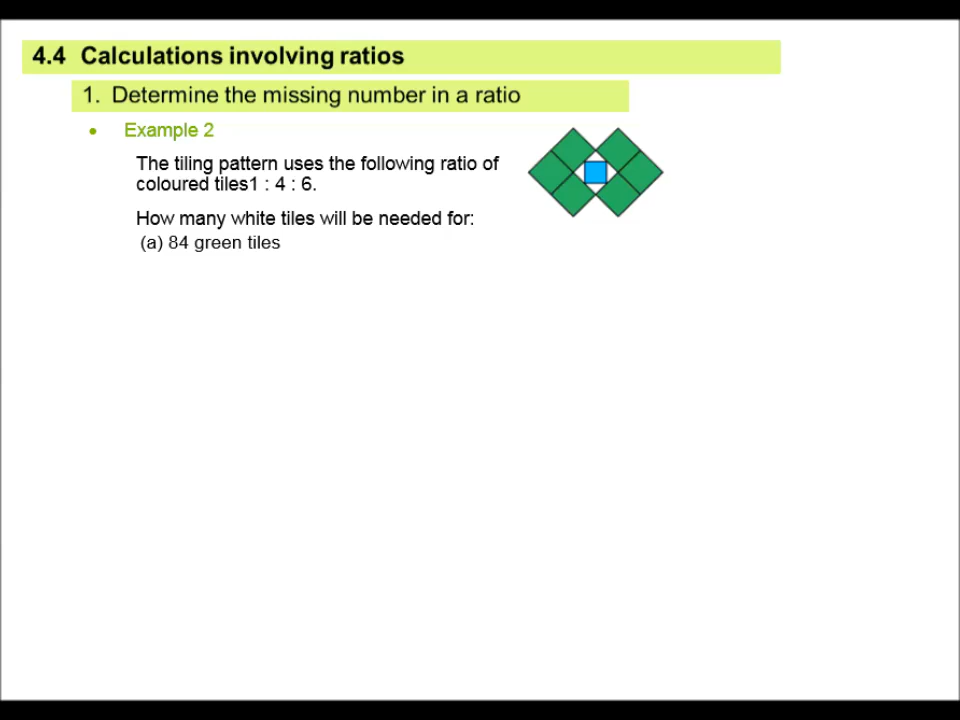 4.4 Calculations involving ratios
1. Determine the missing number in a ratio
• Example 2
The tiling pattern uses the following ratio of
coloured tiles1 : 4 : 6.
How many white tiles will be needed for:
(a) 84 green tiles